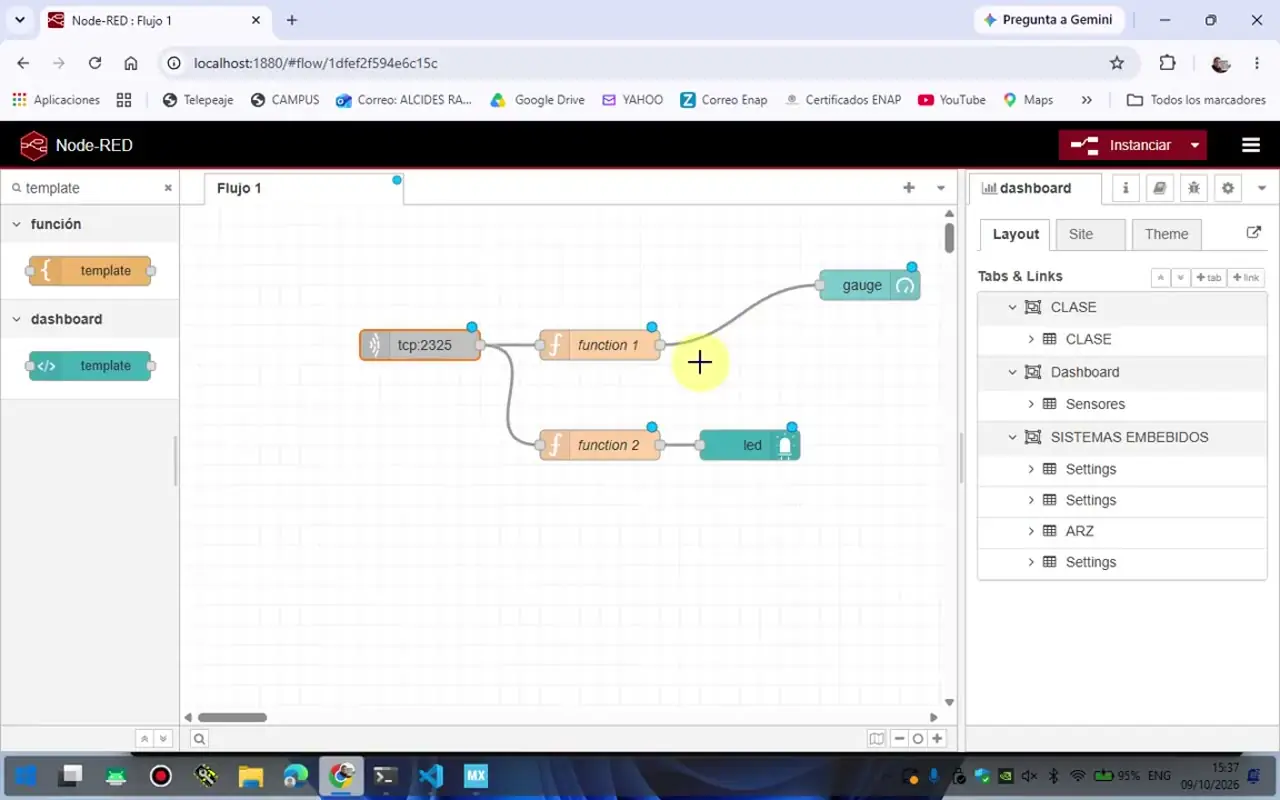 Node-RED : Flujo 1
Pregunta a Gemini
localhost:1880/#flow/1dfef2f594e6c15c
Aplicaciones
Telepeaje
CAMPUS
Correo: ALCIDES RA...
Google Drive
YAHOO
Correo Enap
Certificados ENAP
YouTube
Maps
»
Todos los marcadores
Node-RED
Instanciar
template
Flujo 1
dashboard
función
template
dashboard
template
gauge
tcp:2325
function 1
function 2
led
Layout
Site
Theme
Tabs & Links
+ tab
+ link
CLASE
CLASE
Dashboard
Sensores
SISTEMAS EMBEBIDOS
Settings
Settings
ARZ
Settings
MX
95%
ENG
15:37
09/10/2026